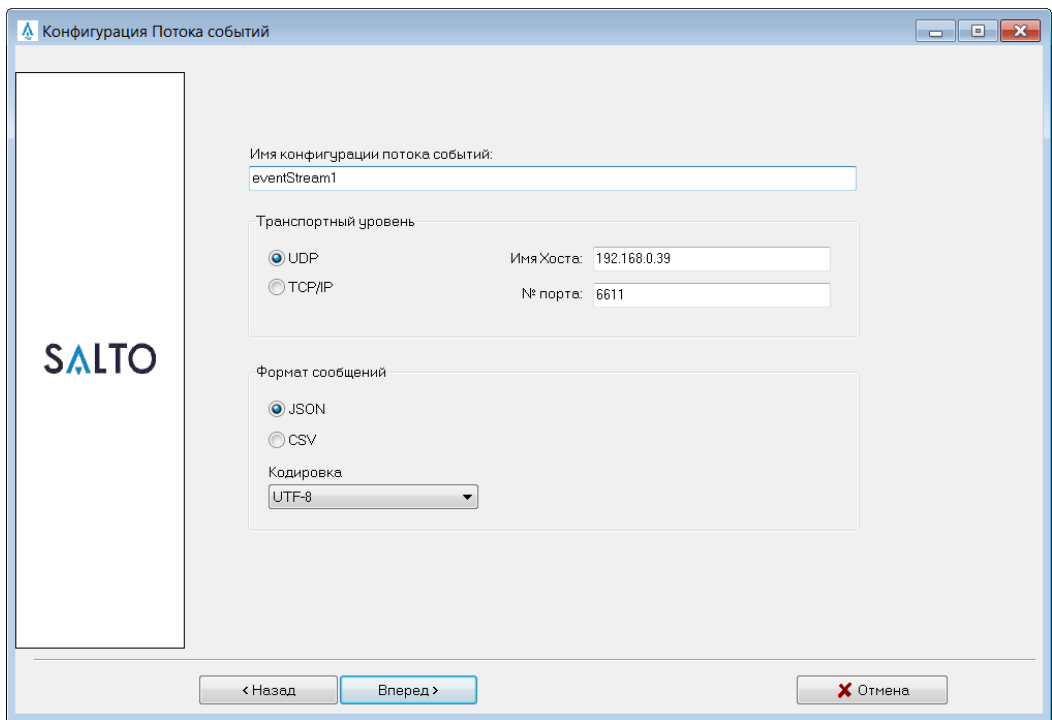 Конфигурация Потока событий
Имя конфигурации потока событий:
eventStream1
Транспортный уровень
UDP
Имя Хоста: 192.168.0.39
TCP/IP
№ порта: 6611
SALTO
Формат сообщений
JSON
CSV
Кодировка
UTF-8
< Назад
Вперед >
Отмена